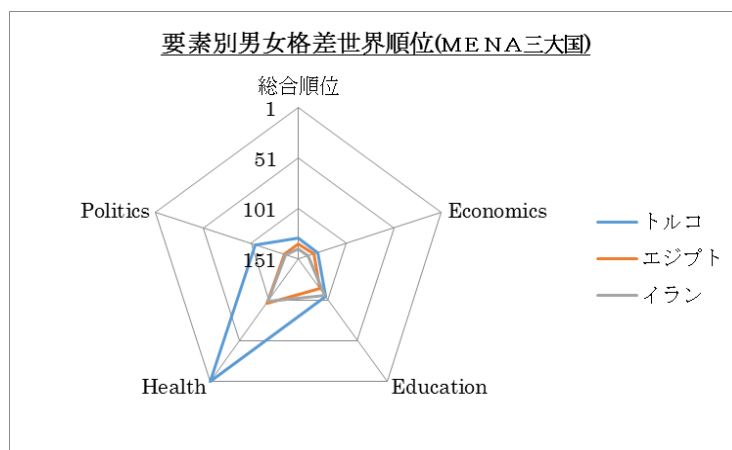 要素別男女格差世界順位(ＭＥＮＡ三大国)
総合順位
1
51
101
151
Politics
Economics
Health
Education
トルコ
エジプト
イラン